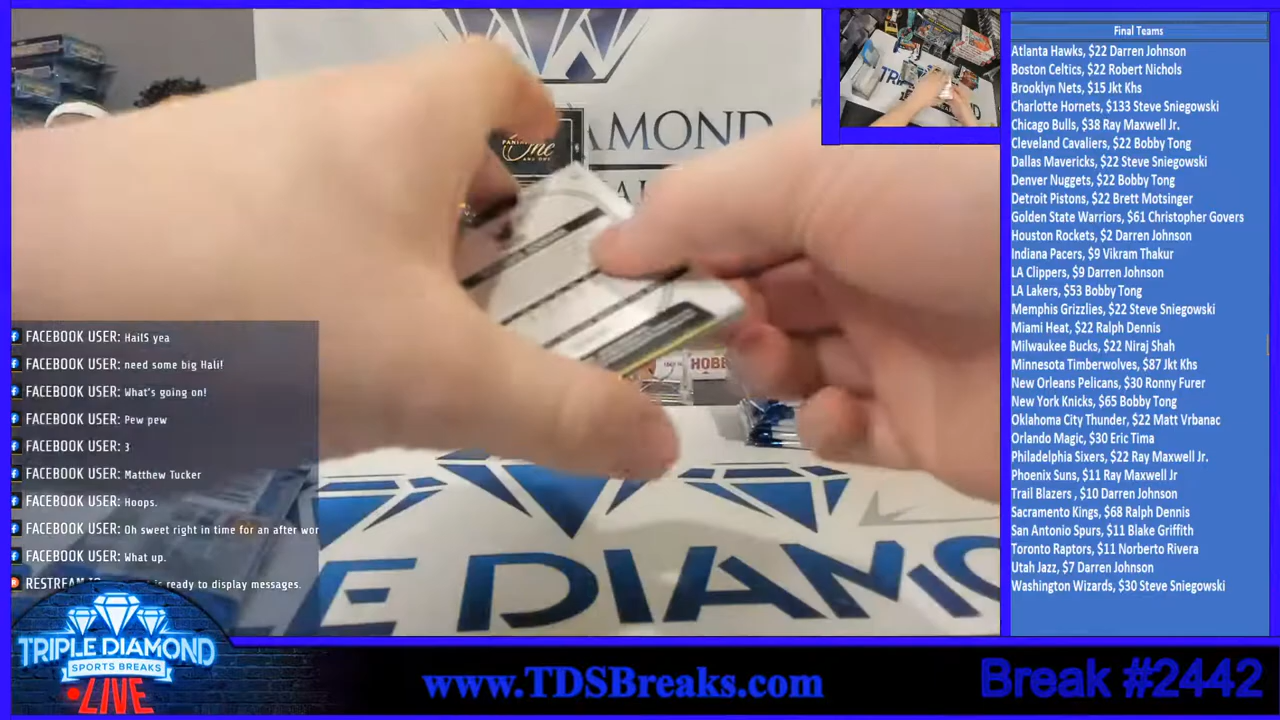 Final Teams
Atlanta Hawks, $22 Darren Johnson
Boston Celtics, $22 Robert Nichols
Brooklyn Nets, $15 Jkt Khs
Charlotte Hornets, $133 Steve Sniegowski
Chicago Bulls, $38 Ray Maxwell Jr.
Cleveland Cavaliers, $22 Bobby Tong
Dallas Mavericks, $22 Steve Sniegowski
Denver Nuggets, $22 Bobby Tong
Detroit Pistons, $22 Brett Motsinger
Golden State Warriors, $61 Christopher Govers
Houston Rockets, $2 Darren Johnson
Indiana Pacers, $9 Vikram Thakur
LA Clippers, $9 Darren Johnson
LA Lakers, $53 Bobby Tong
Memphis Grizzlies, $22 Steve Sniegowski
Miami Heat, $22 Ralph Dennis
Milwaukee Bucks, $22 Niraj Shah
Minnesota Timberwolves, $87 Jkt Khs
New Orleans Pelicans, $30 Ronny Furer
New York Knicks, $65 Bobby Tong
Oklahoma City Thunder, $22 Matt Vrbanac
Orlando Magic, $30 Eric Tima
Philadelphia Sixers, $22 Ray Maxwell Jr.
Phoenix Suns, $11 Ray Maxwell Jr
Trail Blazers , $10 Darren Johnson
Sacramento Kings, $68 Ralph Dennis
San Antonio Spurs, $11 Blake Griffith
Toronto Raptors, $11 Norberto Rivera
Utah Jazz, $7 Darren Johnson
Washington Wizards, $30 Steve Sniegowski
AMOND
PANINI
One
AND ONE
HOBB
FACEBOOK USER: HailS yea
FACEBOOK USER: need some big Hali!
FACEBOOK USER: What's going on!
FACEBOOK USER: Pew pew
FACEBOOK USER: 3
FACEBOOK USER: Matthew Tucker
FACEBOOK USER: Hoops.
FACEBOOK USER: Oh sweet right in time for an after wor
FACEBOOK USER: What up.
RESTREAM is ready to display messages.
LE DIAMO
TRIPLE DIAMOND
SPORTS BREAKS
LIVE
www.TDSBreaks.com
Break #2442